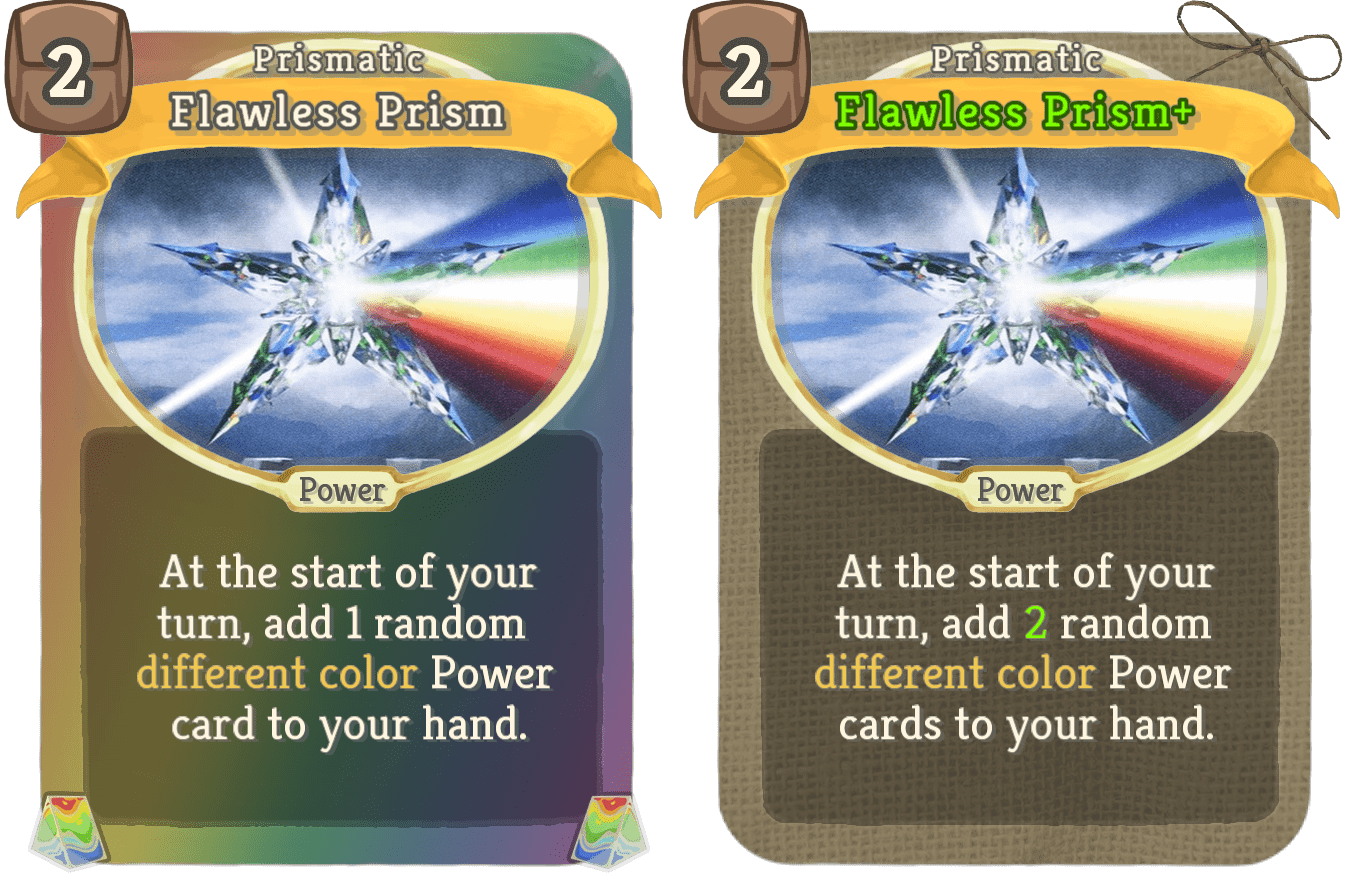 2
Prismatic
Flawless Prism
Power
At the start of your
turn, add 1 random
different color Power
card to your hand.
2
Prismatic
Flawless Prism+
Power
At the start of your
turn, add 2 random
different color Power
cards to your hand.